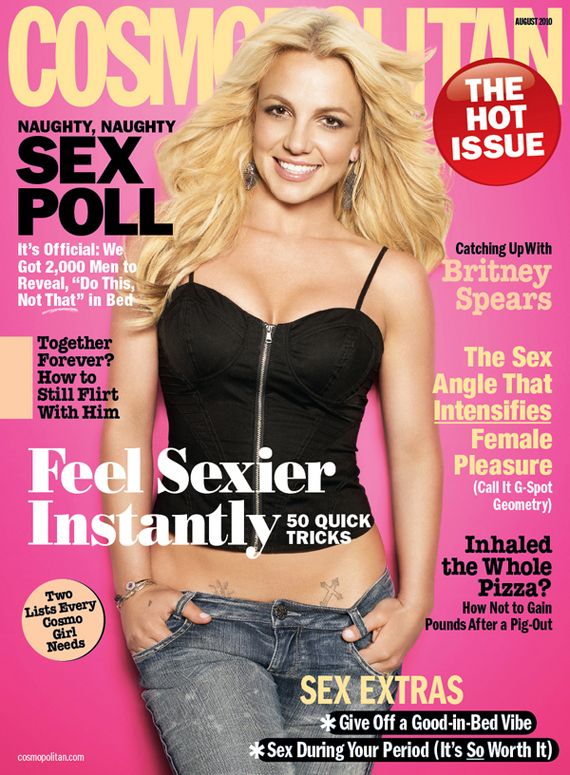 COSMOPOLITAN
AUGUST 2010
THE
HOT
ISSUE
NAUGHTY, NAUGHTY
SEX
POLL
It's Official: We
Got 2,000 Men to
Reveal, "Do This,
Not That" in Bed
Together
Forever?
How to
Still Flirt
With Him
Catching Up With
Britney
Spears
The Sex
Angle That
Intensifies
Female
Pleasure
(Call It G-Spot
Geometry)
Feel Sexier
Instantly
50 QUICK
TRICKS
Inhaled
the Whole
Pizza?
How Not to Gain
Pounds After a Pig-Out
Two
Lists Every
Cosmo
Girl
Needs
SEX EXTRAS
*Give Off a Good-in-Bed Vibe
*Sex During Your Period (It's So Worth It)
cosmopolitan.com